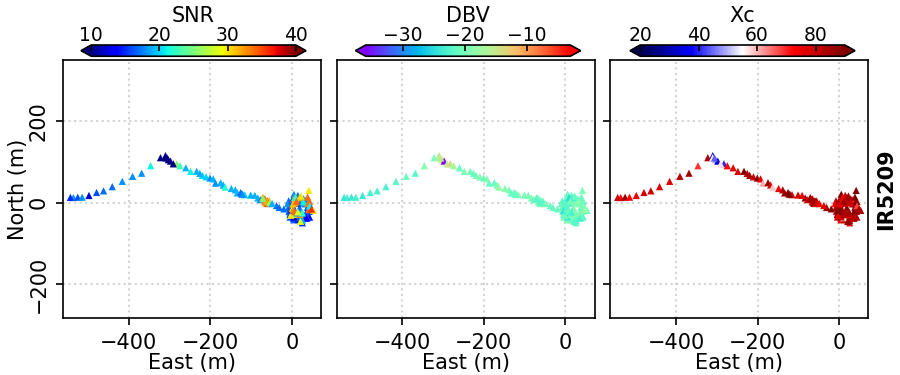 SNR DBV Xc
10 20 30 40 −30 −20 −10 20 40 60 80
200
North (m) 0 IR5209
−200
−400 −200 0 −400 −200 0 −400 −200 0
East (m) East (m) East (m)